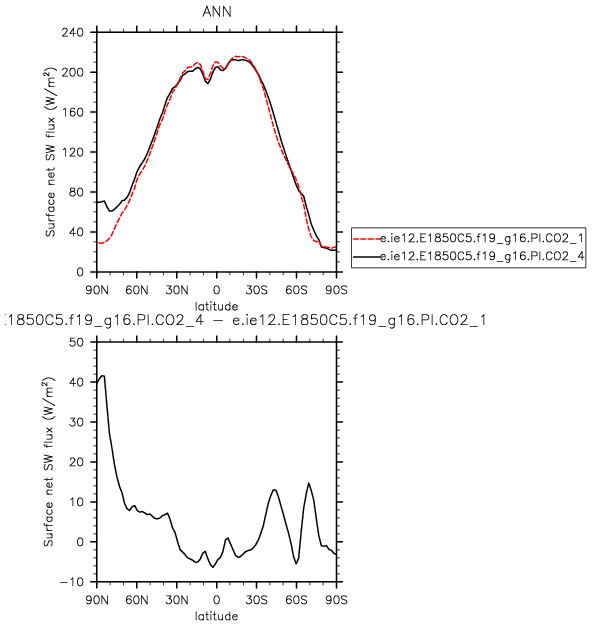 ANN
240
200
160
120
80
40
0
Surface net SW flux (W/m²)
90N 60N 30N 0 30S 60S 90S
latitude
e.ie12.E1850C5.f19_g16.PI.CO2_1
e.ie12.E1850C5.f19_g16.PI.CO2_4
.1850C5.f19_g16.PI.CO2_4 − e.ie12.E1850C5.f19_g16.PI.CO2_1
50
40
30
20
10
0
−10
Surface net SW flux (W/m²)
90N 60N 30N 0 30S 60S 90S
latitude